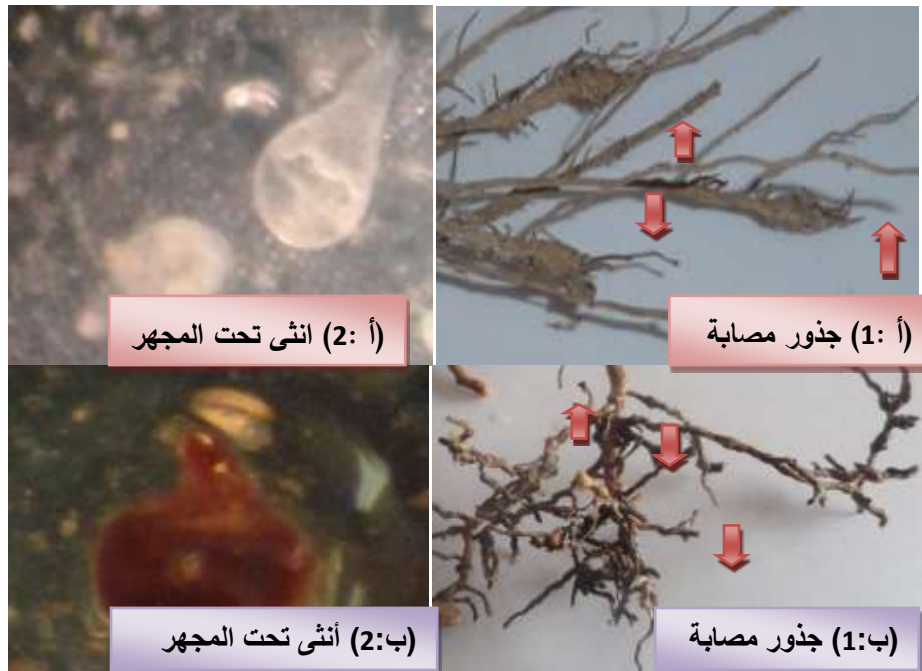 (أ :1) جذور مصابة
(أ :2) انثى تحت المجهر
(ب:1) جذور مصابة
(ب:2) أنثى تحت المجهر